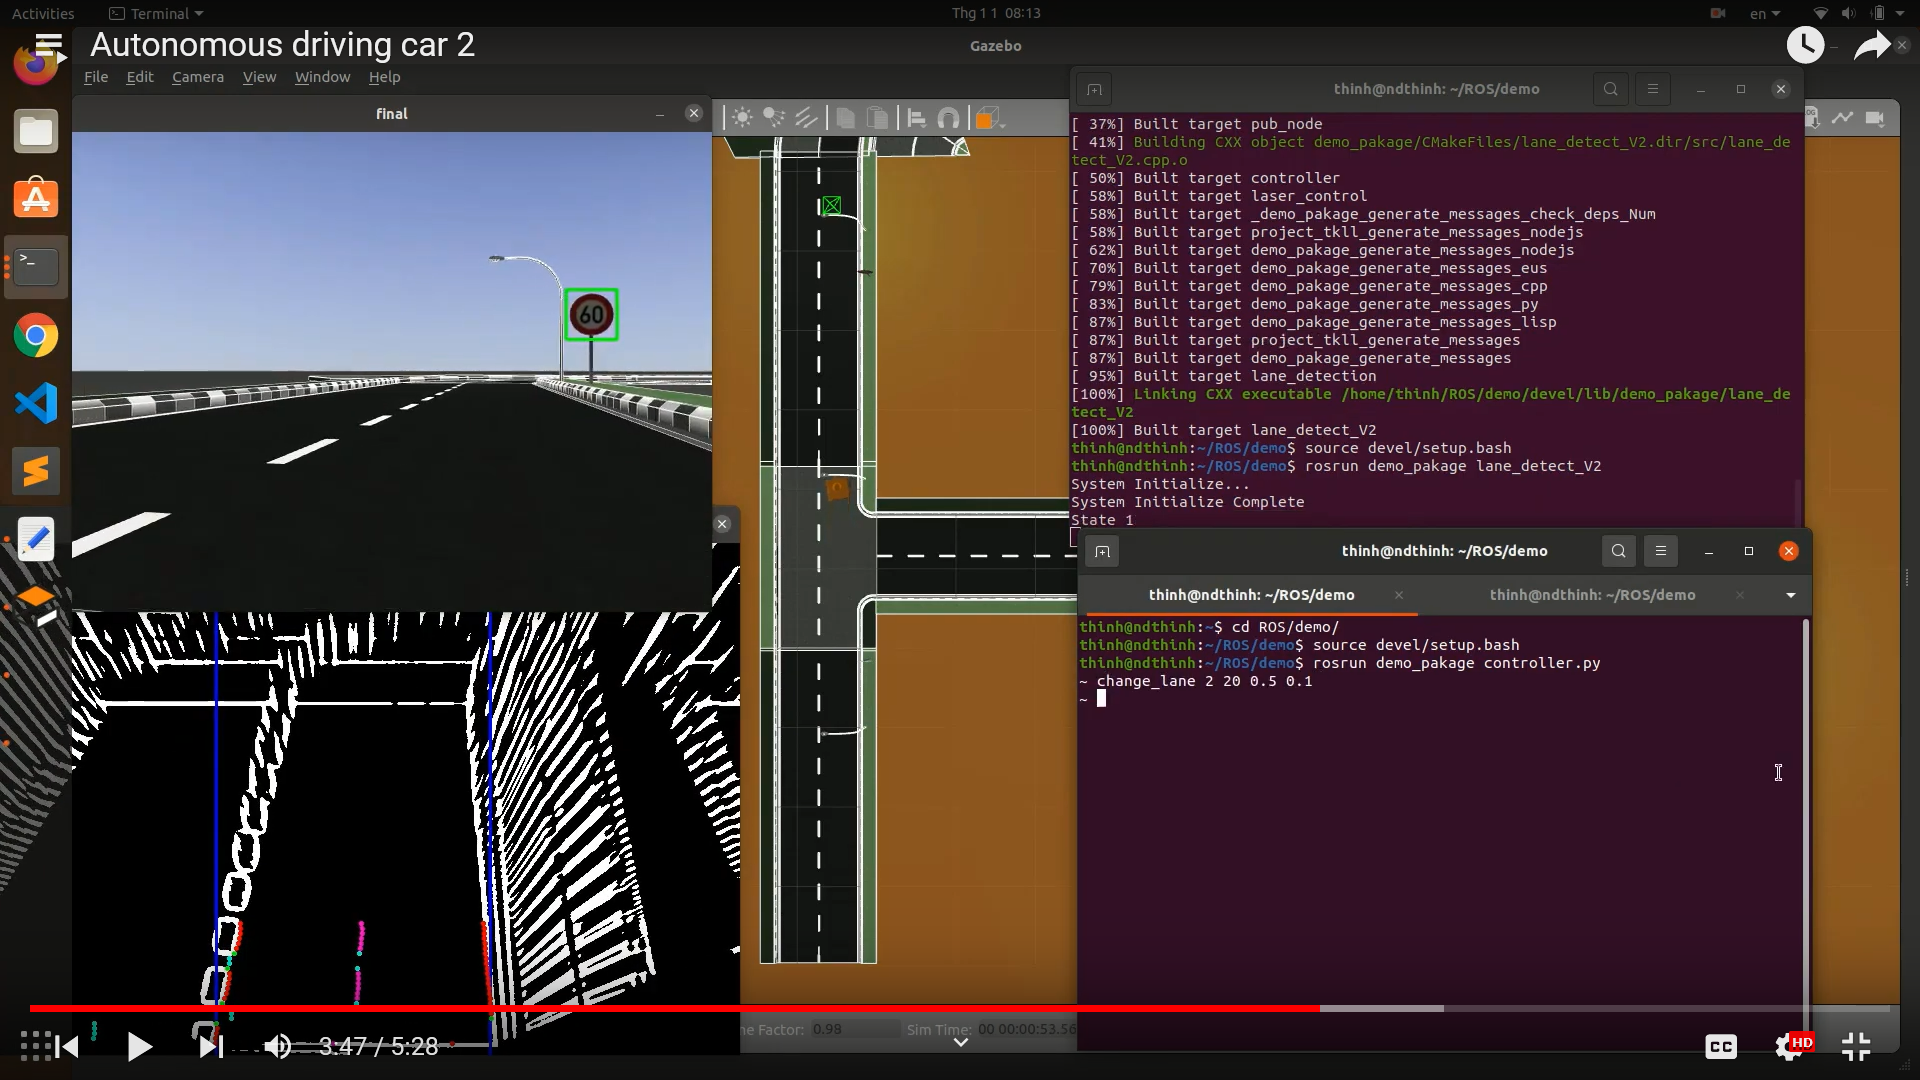 Activities
Terminal
Thg 1 1 08:13
en
Autonomous driving car 2
Gazebo
File Edit Camera View Window Help
final
60
thinh@ndthinh: ~/ROS/demo
[ 37%] Built target pub_node
[ 41%] Building CXX object demo_pakage/CMakeFiles/lane_detect_V2.dir/src/lane_de
tect_V2.cpp.o
[ 50%] Built target controller
[ 58%] Built target laser_control
[ 58%] Built target _demo_pakage_generate_messages_check_deps_Num
[ 58%] Built target project_tkll_generate_messages_nodejs
[ 62%] Built target demo_pakage_generate_messages_nodejs
[ 70%] Built target demo_pakage_generate_messages_eus
[ 79%] Built target demo_pakage_generate_messages_cpp
[ 83%] Built target demo_pakage_generate_messages_py
[ 87%] Built target demo_pakage_generate_messages_lisp
[ 87%] Built target project_tkll_generate_messages
[ 87%] Built target demo_pakage_generate_messages
[ 95%] Built target lane_detection
[100%] Linking CXX executable /home/thinh/ROS/demo/devel/lib/demo_pakage/lane_de
tect_V2
[100%] Built target lane_detect_V2
thinh@ndthinh:~/ROS/demo$ source devel/setup.bash
thinh@ndthinh:~/ROS/demo$ rosrun demo_pakage lane_detect_V2
System Initialize...
System Initialize Complete
State 1
thinh@ndthinh: ~/ROS/demo
thinh@ndthinh: ~/ROS/demo
thinh@ndthinh: ~/ROS/demo
thinh@ndthinh:~$ cd ROS/demo/
thinh@ndthinh:~/ROS/demo$ source devel/setup.bash
thinh@ndthinh:~/ROS/demo$ rosrun demo_pakage controller.py
~ change_lane 2 20 0.5 0.1
~
me Factor: 0.98 Sim Time: 00 00:00:53.56
3:47 / 5:28
CC
HD